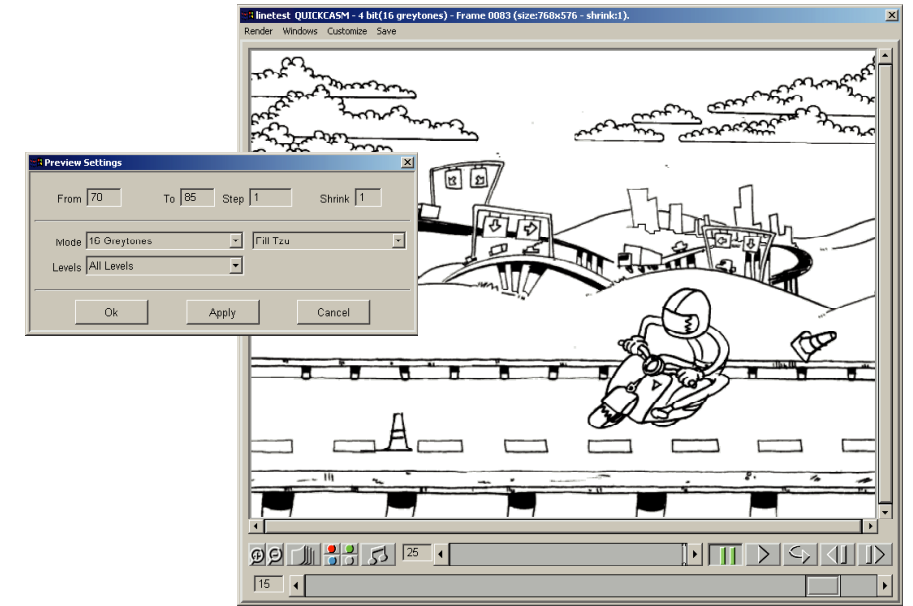 linetest QUICKCASM - 4 bit(16 greytones) - Frame 0083 (size:768x576 - shrink:1).
Render Windows Customize Save
Preview Settings
From 70 To 85 Step 1 Shrink 1
Mode 16 Greytones Fill Tzu
Levels All Levels
Ok Apply Cancel
25
15